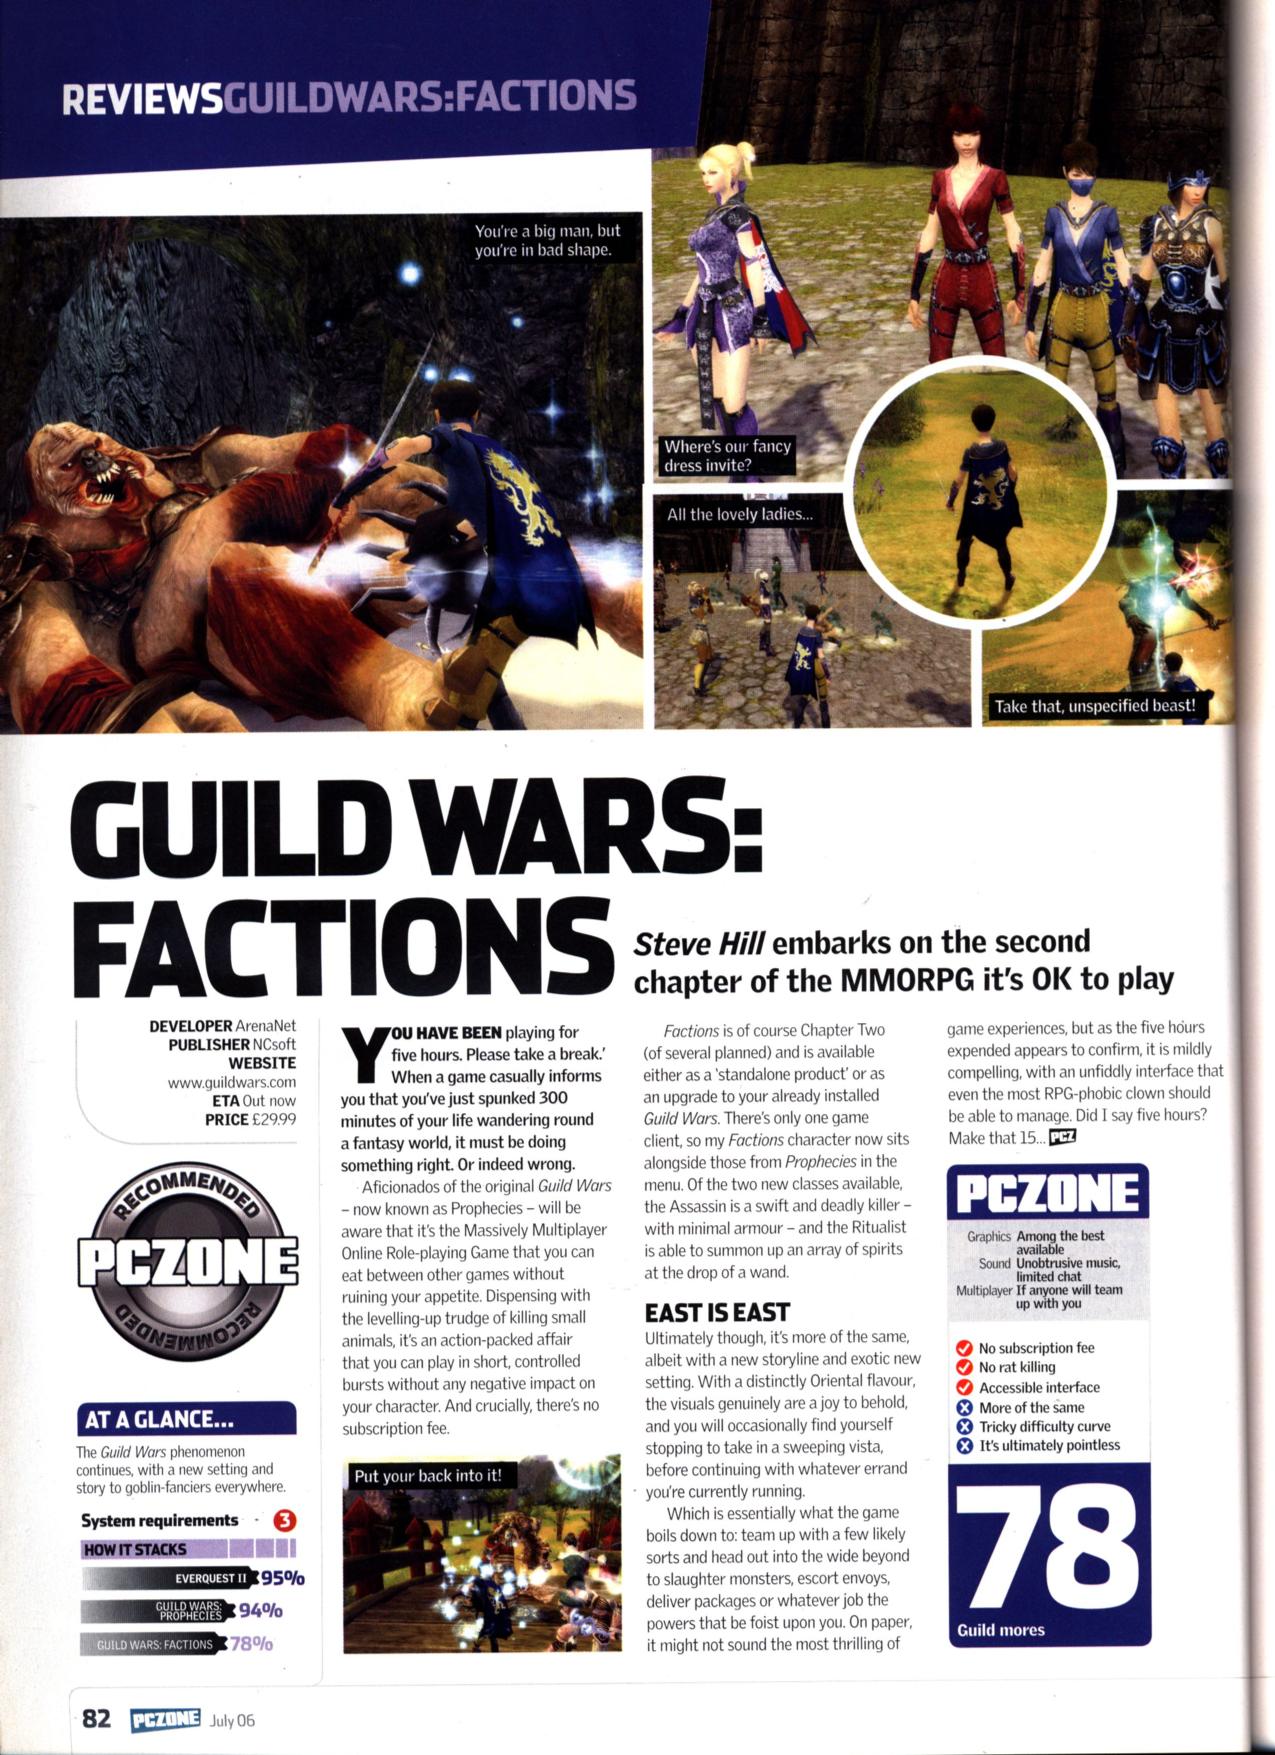 REVIEWSGUILDWARS:FACTIONS
You're a big man, but
you're in bad shape.
Where's our fancy
dress invite?
All the lovely ladies...
Take that, unspecified beast!
GUILD WARS:
FACTIONS
Steve Hill embarks on the second
chapter of the MMORPG it's OK to play
DEVELOPER ArenaNet
PUBLISHER NCsoft
WEBSITE
www.guildwars.com
ETA Out now
PRICE £29.99
RECOMMENDED
PCZONE
RECOMMENDED
AT A GLANCE...
The Guild Wars phenomenon
continues, with a new setting and
story to goblin-fanciers everywhere.
System requirements 3
HOW IT STACKS
EVERQUEST II 95%
GUILD WARS:
PROPHECIES 94%
GUILD WARS: FACTIONS 78%
YOU HAVE BEEN playing for
five hours. Please take a break.'
When a game casually informs
you that you've just spunked 300
minutes of your life wandering round
a fantasy world, it must be doing
something right. Or indeed wrong.
Aficionados of the original Guild Wars
– now known as Prophecies – will be
aware that it's the Massively Multiplayer
Online Role-playing Game that you can
eat between other games without
ruining your appetite. Dispensing with
the levelling-up trudge of killing small
animals, it's an action-packed affair
that you can play in short, controlled
bursts without any negative impact on
your character. And crucially, there's no
subscription fee.
Put your back into it!
Factions is of course Chapter Two
(of several planned) and is available
either as a 'standalone product' or as
an upgrade to your already installed
Guild Wars. There's only one game
client, so my Factions character now sits
alongside those from Prophecies in the
menu. Of the two new classes available,
the Assassin is a swift and deadly killer –
with minimal armour – and the Ritualist
is able to summon up an array of spirits
at the drop of a wand.
EAST IS EAST
Ultimately though, it's more of the same,
albeit with a new storyline and exotic new
setting. With a distinctly Oriental flavour,
the visuals genuinely are a joy to behold,
and you will occasionally find yourself
stopping to take in a sweeping vista,
before continuing with whatever errand
you're currently running.
Which is essentially what the game
boils down to: team up with a few likely
sorts and head out into the wide beyond
to slaughter monsters, escort envoys,
deliver packages or whatever job the
powers that be foist upon you. On paper,
it might not sound the most thrilling of
game experiences, but as the five hours
expended appears to confirm, it is mildly
compelling, with an unfiddly interface that
even the most RPG-phobic clown should
be able to manage. Did I say five hours?
Make that 15... PCZ
PCZONE
Graphics Among the best
available
Sound Unobtrusive music,
limited chat
Multiplayer If anyone will team
up with you
No subscription fee
No rat killing
Accessible interface
More of the same
Tricky difficulty curve
It's ultimately pointless
78
Guild mores
82 PCZONE July 06